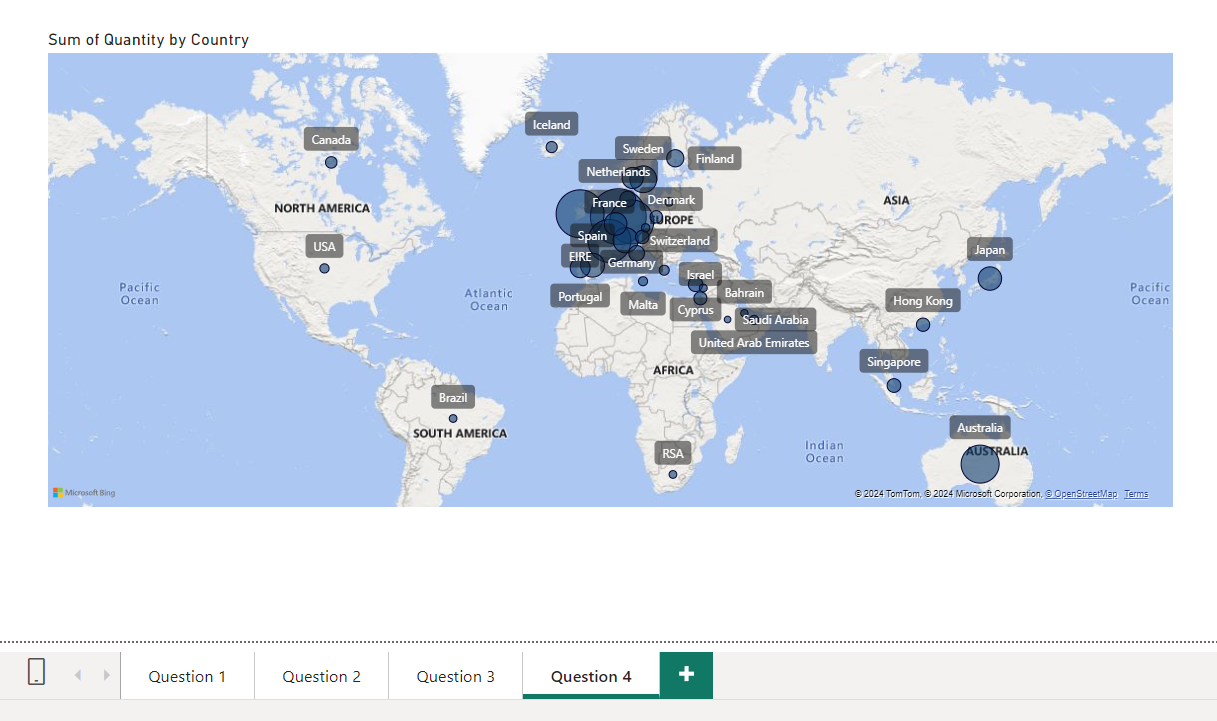 Sum of Quantity by Country
Iceland
Canada
Sweden
Finland
Netherlands
Denmark
France
NORTH AMERICA
ASIA
EUROPE
Spain
Switzerland
USA
Japan
EIRE
Germany
Israel
Pacific
Ocean
Atlantic
Ocean
Pacific
Ocean
Portugal
Malta
Bahrain
Hong Kong
Cyprus
Saudi Arabia
United Arab Emirates
Singapore
AFRICA
Brazil
SOUTH AMERICA
Australia
AUSTRALIA
RSA
Indian
Ocean
Microsoft Bing
© 2024 TomTom, © 2024 Microsoft Corporation, © OpenStreetMap Terms
Question 1
Question 2
Question 3
Question 4
+